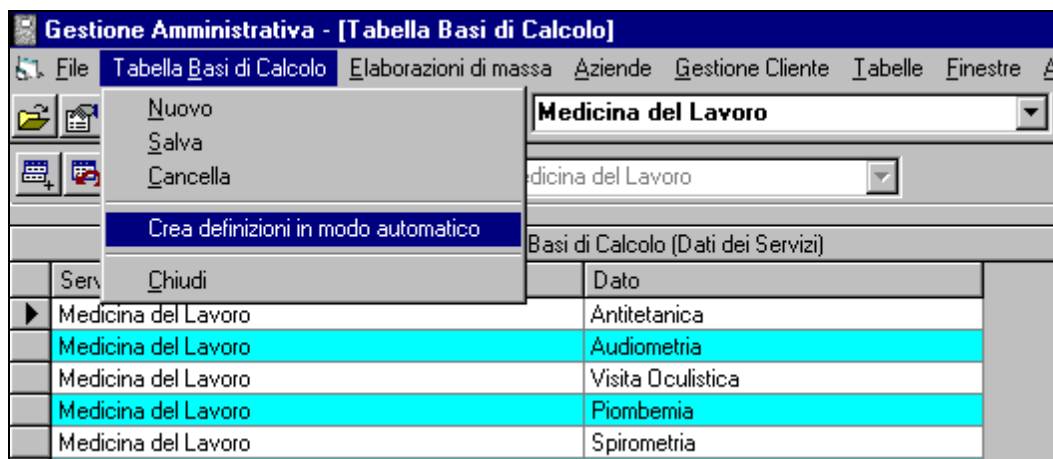 Gestione Amministrativa - [Tabella Basi di Calcolo]
File Tabella Basi di Calcolo Elaborazioni di massa Aziende Gestione Cliente Tabelle Finestre
Nuovo Medicina del Lavoro
Salva
Cancella dicina del Lavoro
Crea definizioni in modo automatico
Basi di Calcolo (Dati dei Servizi)
Chiudi
Serv Dato
Medicina del Lavoro Antitetanica
Medicina del Lavoro Audiometria
Medicina del Lavoro Visita Oculistica
Medicina del Lavoro Piombemia
Medicina del Lavoro Spirometria